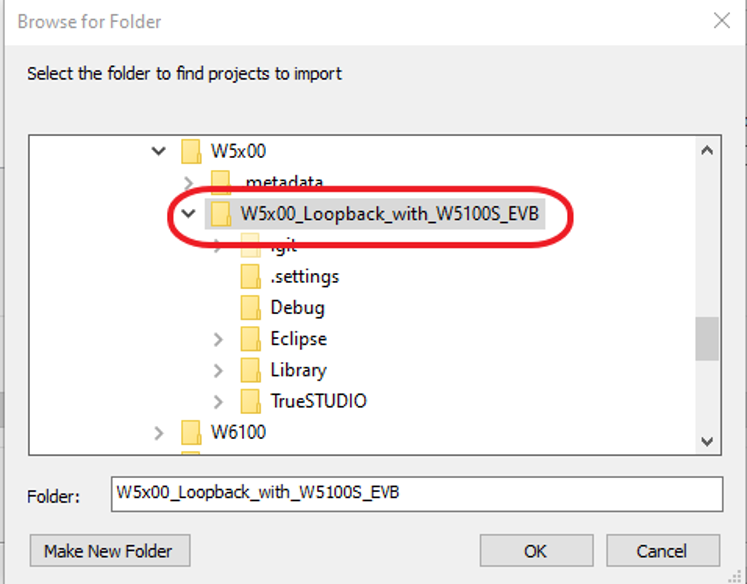 Browse for Folder
Select the folder to find projects to import
W5x00
.metadata
W5x00_Loopback_with_W5100S_EVB
.git
.settings
Debug
Eclipse
Library
TrueSTUDIO
W6100
Folder: W5x00_Loopback_with_W5100S_EVB
Make New Folder OK Cancel